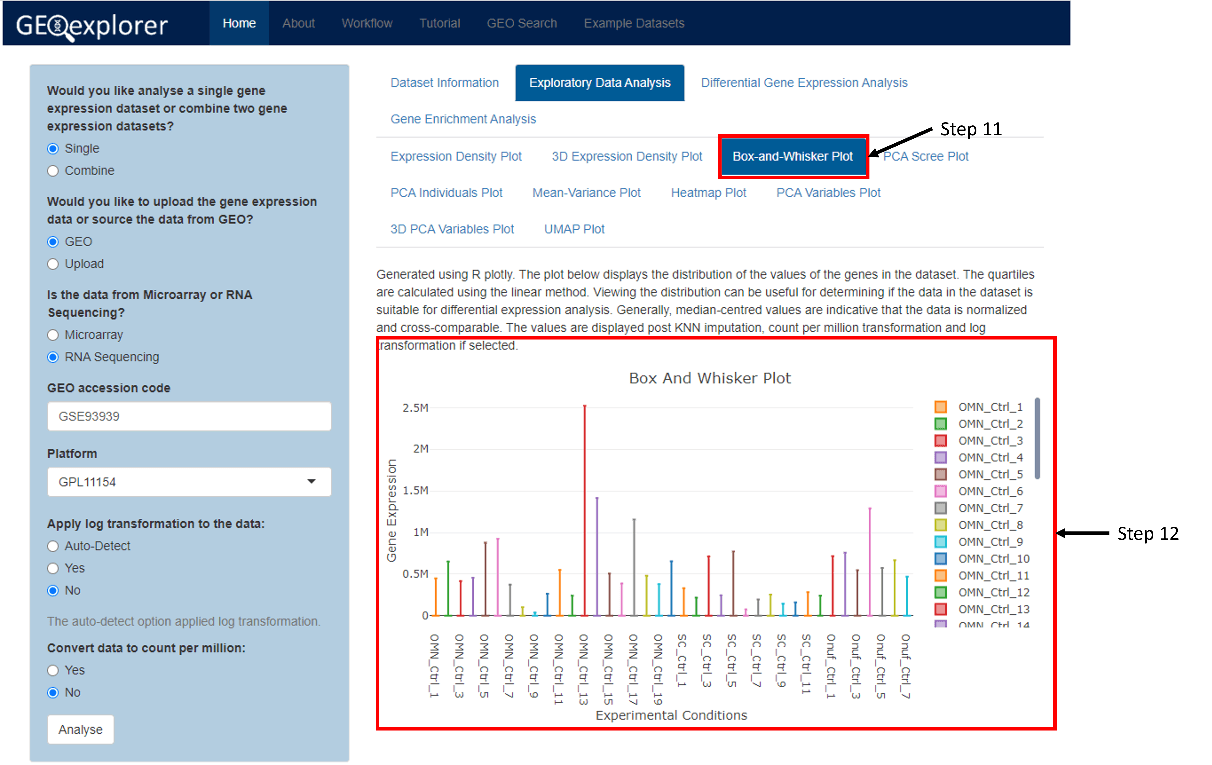 GEOexplorer
Home About Workflow Tutorial GEO Search Example Datasets
Would you like analyse a single gene
expression dataset or combine two gene
expression datasets?
Single
Combine
Would you like to upload the gene expression
data or source the data from GEO?
GEO
Upload
Is the data from Microarray or RNA
Sequencing?
Microarray
RNA Sequencing
GEO accession code
GSE93939
Platform
GPL11154
Apply log transformation to the data:
Auto-Detect
Yes
No
The auto-detect option applied log transformation.
Convert data to count per million:
Yes
No
Analyse
Dataset Information Exploratory Data Analysis Differential Gene Expression Analysis
Gene Enrichment Analysis
Step 11
Expression Density Plot 3D Expression Density Plot Box-and-Whisker Plot PCA Scree Plot
PCA Individuals Plot Mean-Variance Plot Heatmap Plot PCA Variables Plot
3D PCA Variables Plot UMAP Plot
Generated using R plotly. The plot below displays the distribution of the values of the genes in the dataset. The quartiles
are calculated using the linear method. Viewing the distribution can be useful for determining if the data in the dataset is
suitable for differential expression analysis. Generally, median-centred values are indicative that the data is normalized
and cross-comparable. The values are displayed post KNN imputation, count per million transformation and log
transformation if selected.
Box And Whisker Plot
2.5M
2M
1.5M
1M
0.5M
0
Gene Expression
OMN_Ctrl_1
OMN_Ctrl_3
OMN_Ctrl_5
OMN_Ctrl_7
OMN_Ctrl_9
OMN_Ctrl_11
OMN_Ctrl_13
OMN_Ctrl_15
OMN_Ctrl_17
OMN_Ctrl_19
SC_Ctrl_1
SC_Ctrl_3
SC_Ctrl_5
SC_Ctrl_7
SC_Ctrl_9
SC_Ctrl_11
Onuf_Ctrl_1
Onuf_Ctrl_3
Onuf_Ctrl_5
Onuf_Ctrl_7
Experimental Conditions
OMN_Ctrl_1
OMN_Ctrl_2
OMN_Ctrl_3
OMN_Ctrl_4
OMN_Ctrl_5
OMN_Ctrl_6
OMN_Ctrl_7
OMN_Ctrl_8
OMN_Ctrl_9
OMN_Ctrl_10
OMN_Ctrl_11
OMN_Ctrl_12
OMN_Ctrl_13
OMN_Ctrl_14
Step 12